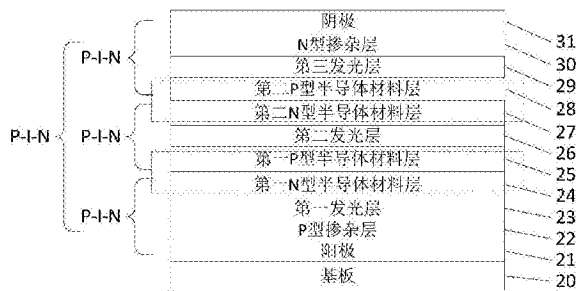 阴极 31
P-I-N
N型掺杂层 30
第三发光层 29
第二P型半导体材料层 28
第二N型半导体材料层 27
P-I-N
P-I-N
第二发光层 26
第一P型半导体材料层 25
第一N型半导体材料层 24
第一发光层 23
P-I-N
P型掺杂层 22
阳极 21
基板 20